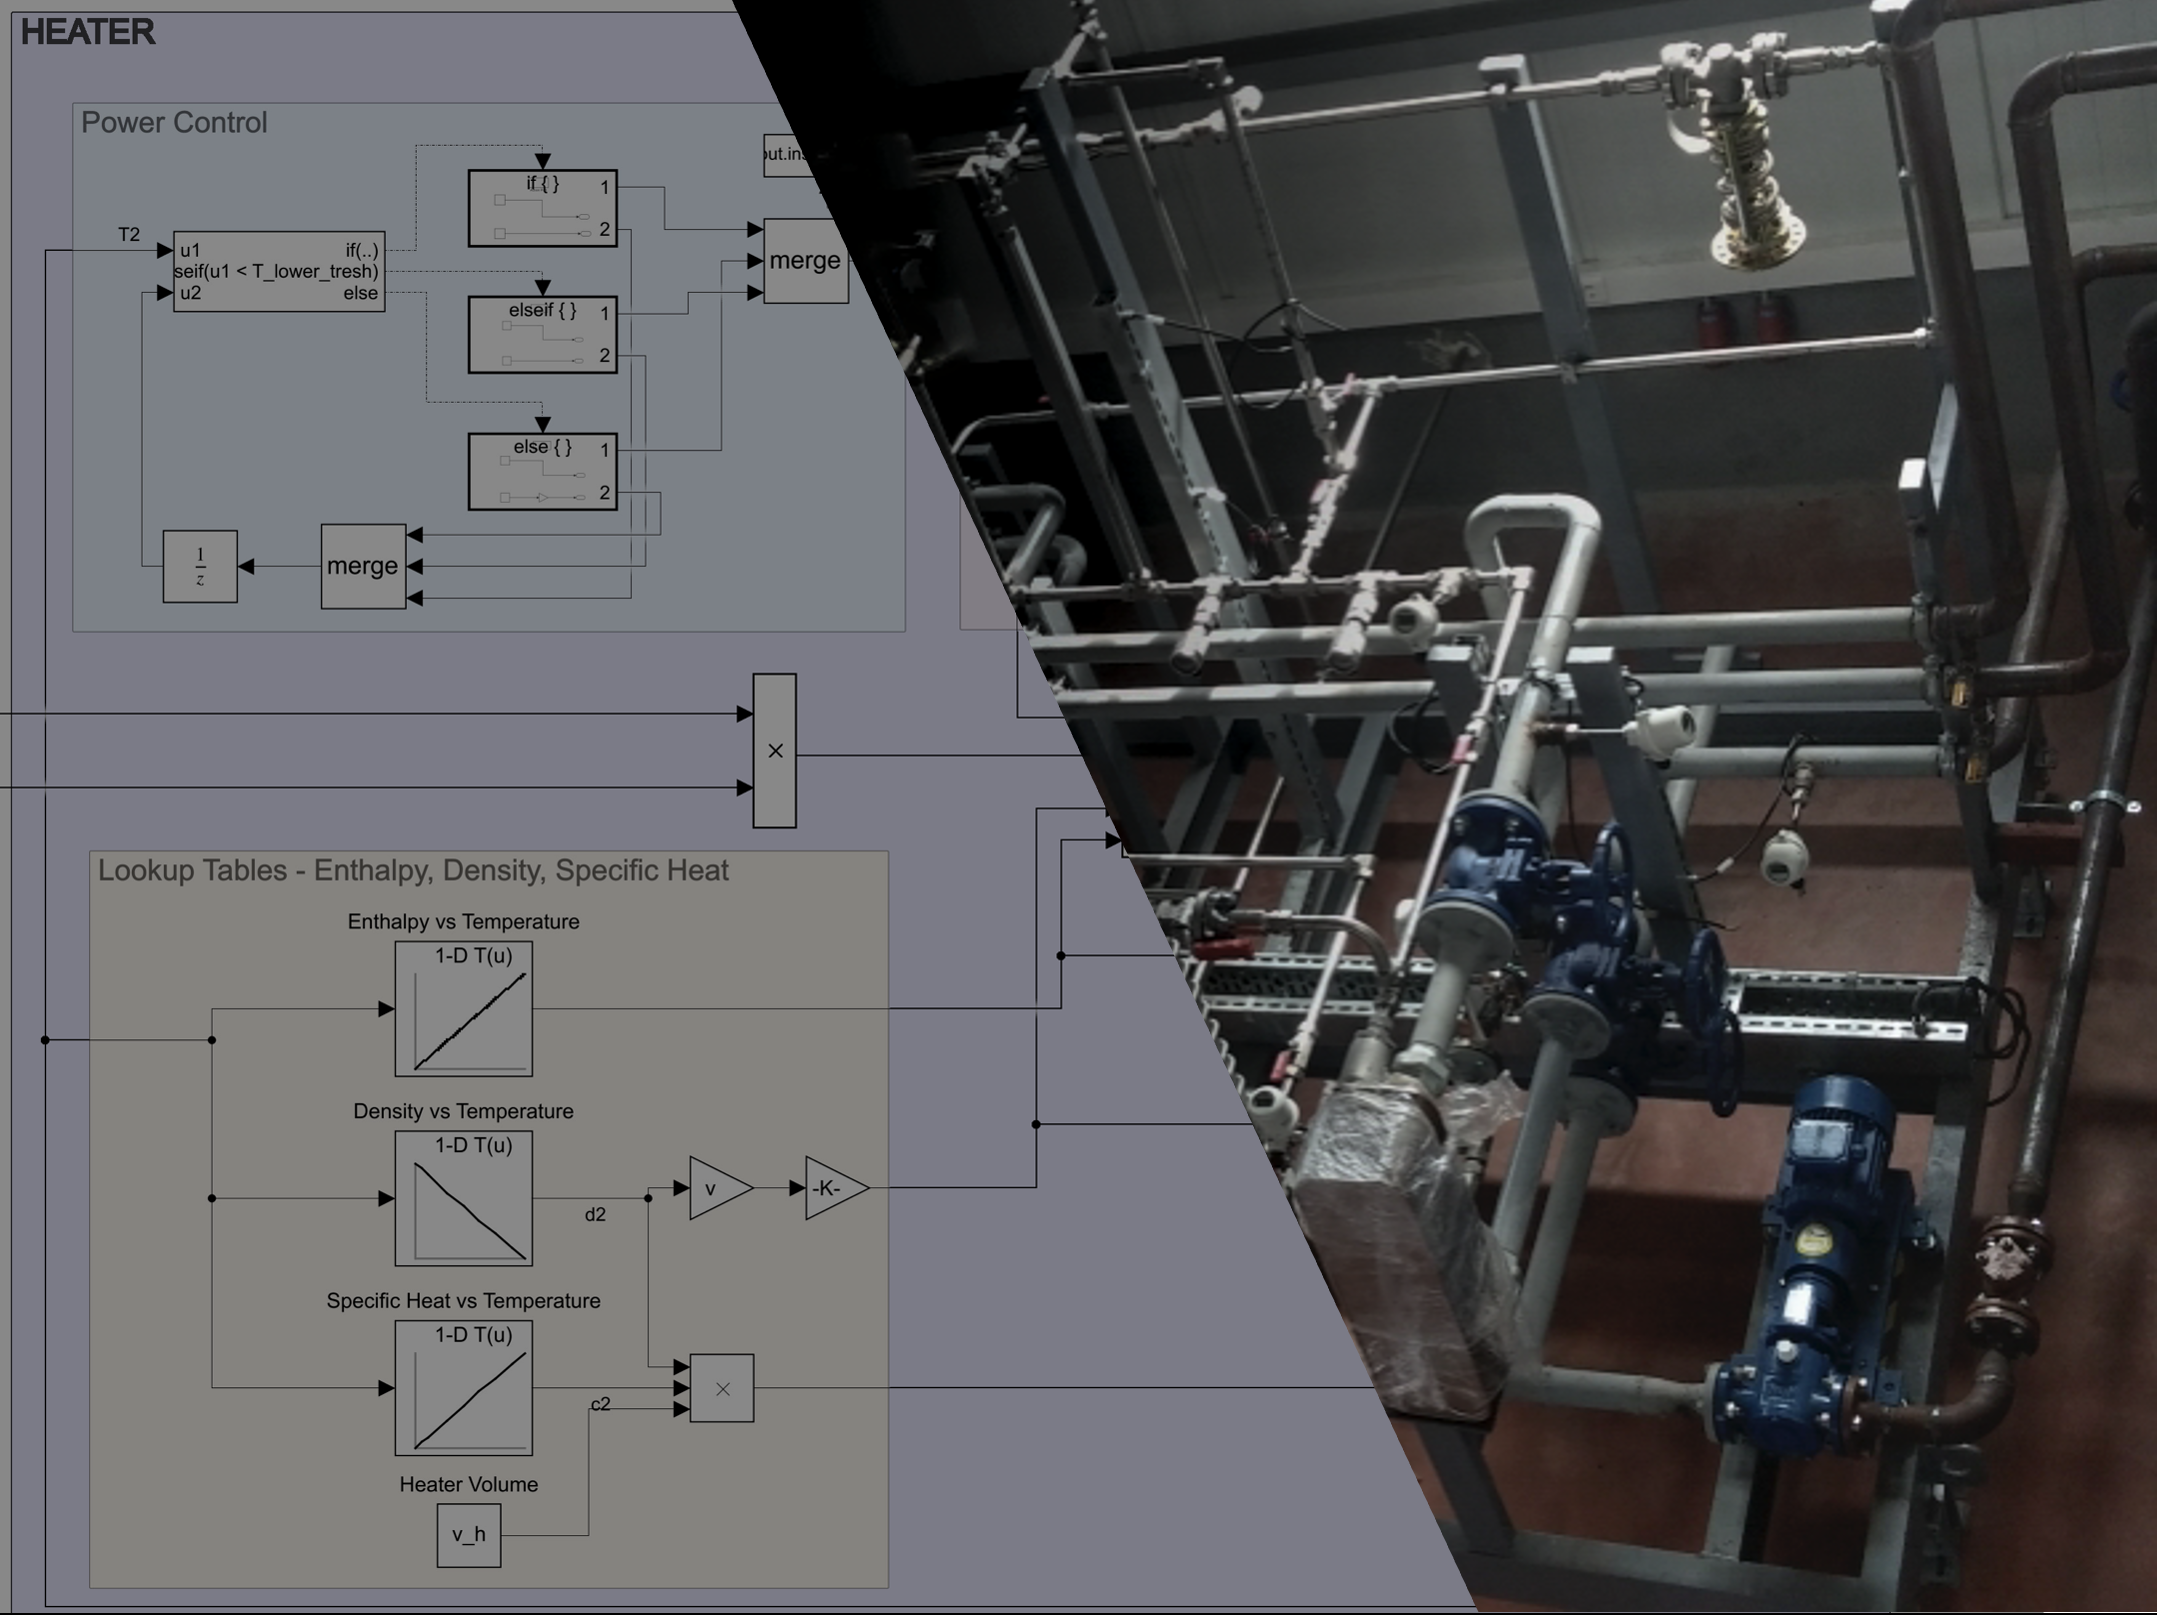 HEATER
Power Control
T2
u1
if(..)
seif(u1 < T_lower_tresh)
u2
else
if { }
1
2
elseif { }
1
2
else { }
1
2
out.ins
merge
merge
1
z
×
Lookup Tables - Enthalpy, Density, Specific Heat
Enthalpy vs Temperature
1-D T(u)
Density vs Temperature
1-D T(u)
d2
v
-K-
Specific Heat vs Temperature
1-D T(u)
c2
×
Heater Volume
v_h